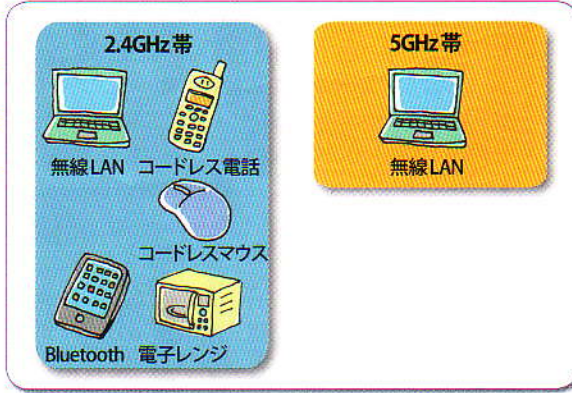 2.4GHz帯
無線LAN コードレス電話
コードレスマウス
Bluetooth 電子レンジ
5GHz帯
無線LAN